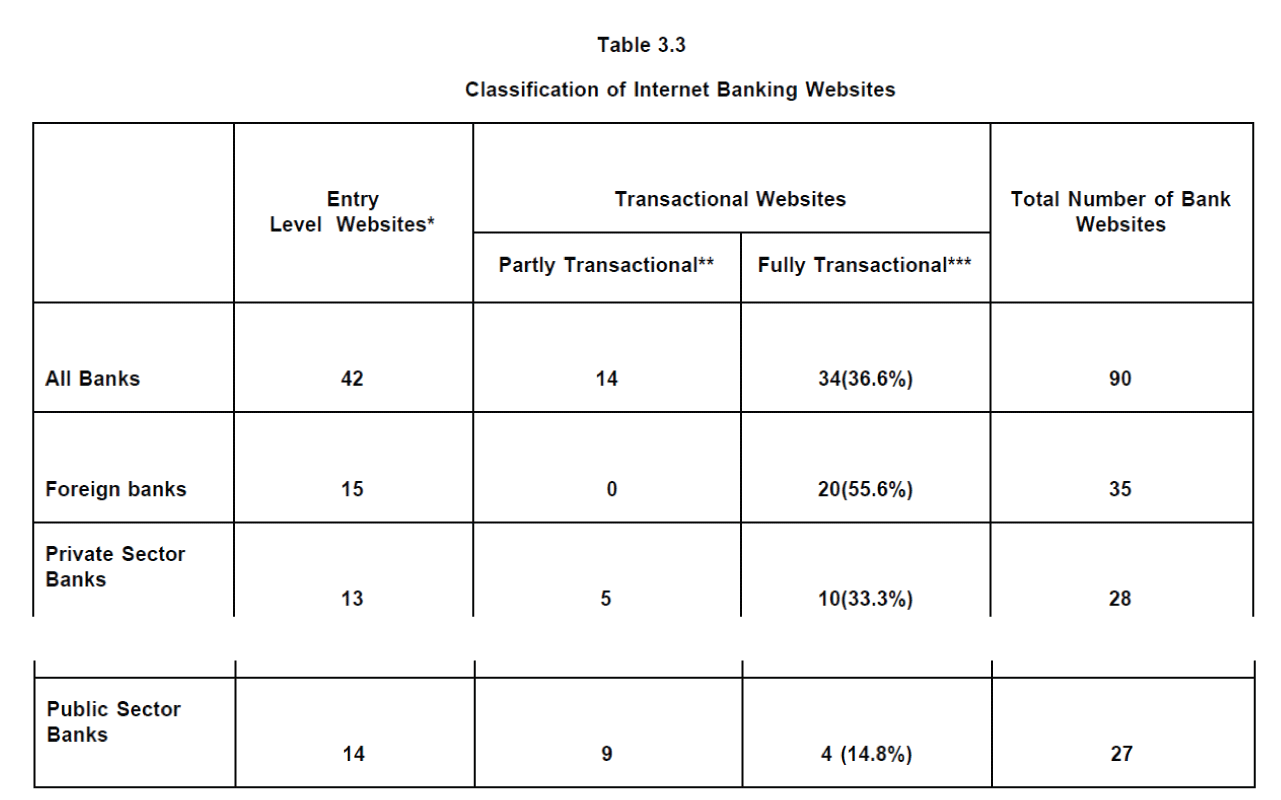 Table 3.3
Classification of Internet Banking Websites
Entry
Level Websites*
Transactional Websites
Total Number of Bank
Websites
Partly Transactional**
Fully Transactional***
All Banks
42
14
34(36.6%)
90
Foreign banks
15
0
20(55.6%)
35
Private Sector
Banks
13
5
10(33.3%)
28
Public Sector
Banks
14
9
4 (14.8%)
27